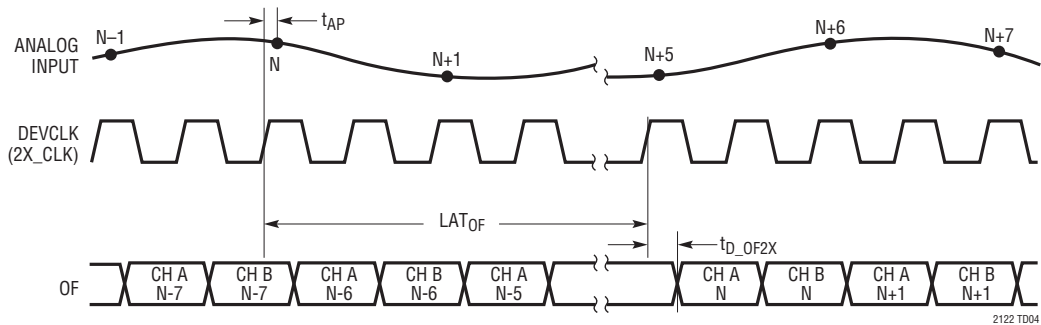 t_AP
N–1
N
N+1
N+5
N+6
N+7
ANALOG
INPUT
DEVCLK
(2X_CLK)
LAT_OF
t_D_OF2X
OF
CH A
N-7
CH B
N-7
CH A
N-6
CH B
N-6
CH A
N-5
CH A
N
CH B
N
CH A
N+1
CH B
N+1
2122 TD04